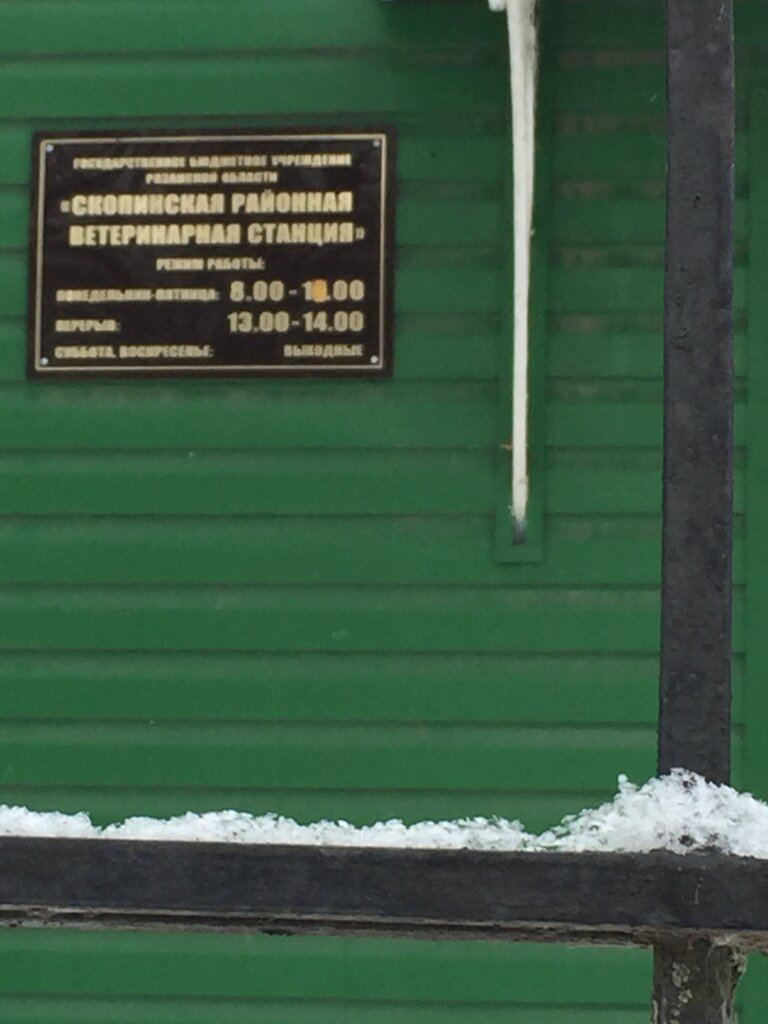 ГОСУДАРСТВЕННОЕ БЮДЖЕТНОЕ УЧРЕЖДЕНИЕ
РЯЗАНСКОЙ ОБЛАСТИ
«СКОПИНСКАЯ РАЙОННАЯ
ВЕТЕРИНАРНАЯ СТАНЦИЯ»
РЕЖИМ РАБОТЫ:
ПОНЕДЕЛЬНИК-ПЯТНИЦА: 8.00 -
ПЕРЕРЫВ: 13.00-14.00
СУББОТА, ВОСКРЕСЕНЬЕ: ВЫХОДНЫЕ